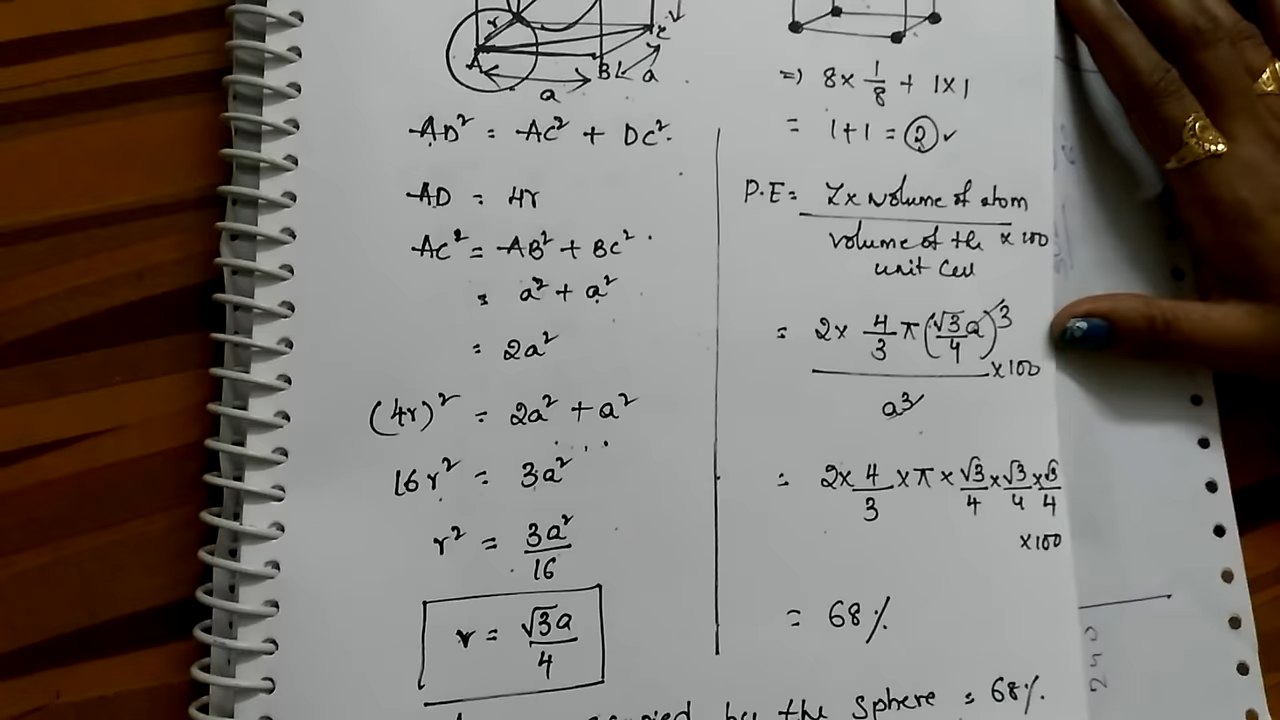 r
A
B
a
a
AD² = AC² + DC²
AD = 4r
AC² = AB² + BC²
= a² + a²
= 2a²
(4r)² = 2a² + a²
16r² = 3a²
r² = 3a²/16
r = √3a/4
=) 8 × 1/8 + 1×1
= 1+1 = 2 ✓
P.E = Z × Volume of atom
Volume of the × 100
unit cell
= 2 × 4/3 π (√3/4 a)³ × 100
a³
= 2 × 4/3 × π × √3/4 × √3/4 × √3/4
× 100
= 68%
by the sphere = 68%.
240